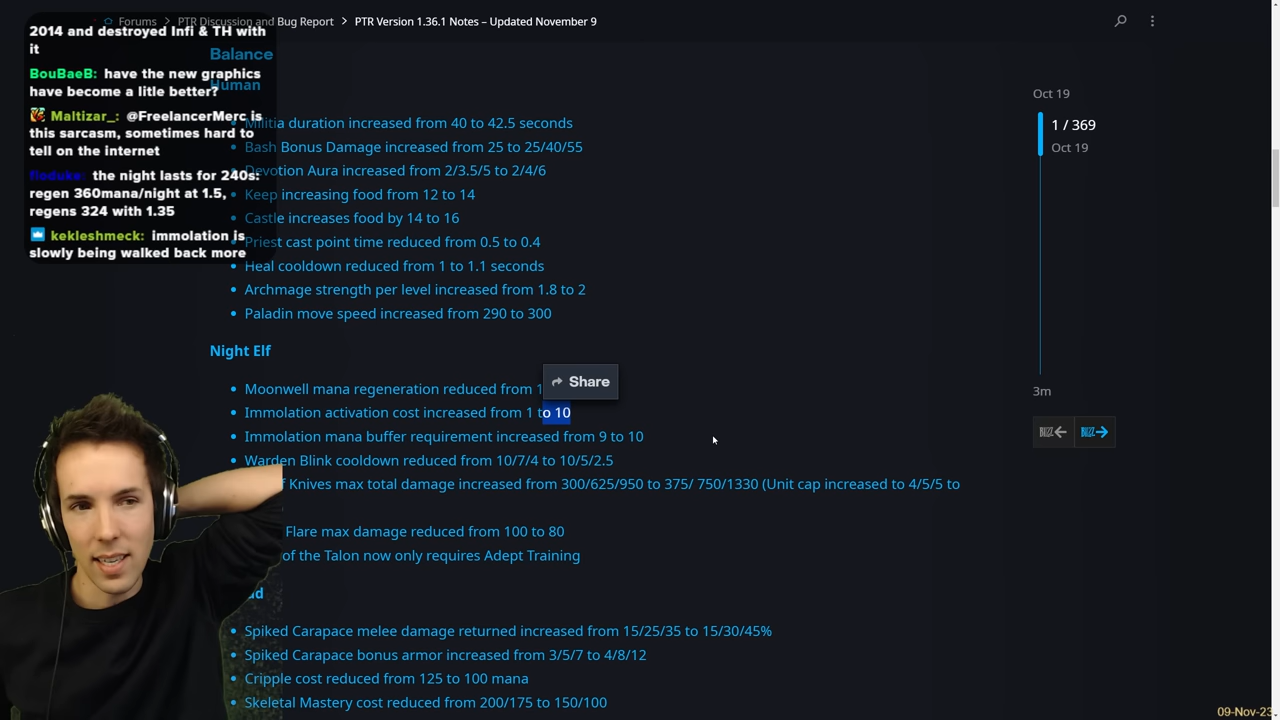 Forums > PTR Discussion and Bug Report > PTR Version 1.36.1 Notes – Updated November 9
2014 and destroyed Infi & TH with
it
BouBaeB: have the new graphics
have become a litle better?
Maltizar_: @FreelancerMerc is
this sarcasm, sometimes hard to
tell on the internet
the night lasts for 240s:
regen 360mana/night at 1.5,
regens 324 with 1.35
kekleshmeck: immolation is
slowly being walked back more
Balance
Human
Militia duration increased from 40 to 42.5 seconds
Bash Bonus Damage increased from 25 to 25/40/55
Devotion Aura increased from 2/3.5/5 to 2/4/6
Keep increasing food from 12 to 14
Castle increases food by 14 to 16
Priest cast point time reduced from 0.5 to 0.4
Heal cooldown reduced from 1 to 1.1 seconds
Archmage strength per level increased from 1.8 to 2
Paladin move speed increased from 290 to 300
Night Elf
Moonwell mana regeneration reduced from 1
Share
Immolation activation cost increased from 1 to 10
Immolation mana buffer requirement increased from 9 to 10
Warden Blink cooldown reduced from 10/7/4 to 10/5/2.5
Knives max total damage increased from 300/625/950 to 375/ 750/1330 (Unit cap increased to 4/5/5 to
Flare max damage reduced from 100 to 80
of the Talon now only requires Adept Training
Spiked Carapace melee damage returned increased from 15/25/35 to 15/30/45%
Spiked Carapace bonus armor increased from 3/5/7 to 4/8/12
Cripple cost reduced from 125 to 100 mana
Skeletal Mastery cost reduced from 200/175 to 150/100
Oct 19
1 / 369
Oct 19
3m
BLIZZ
BLIZZ
09-Nov-23